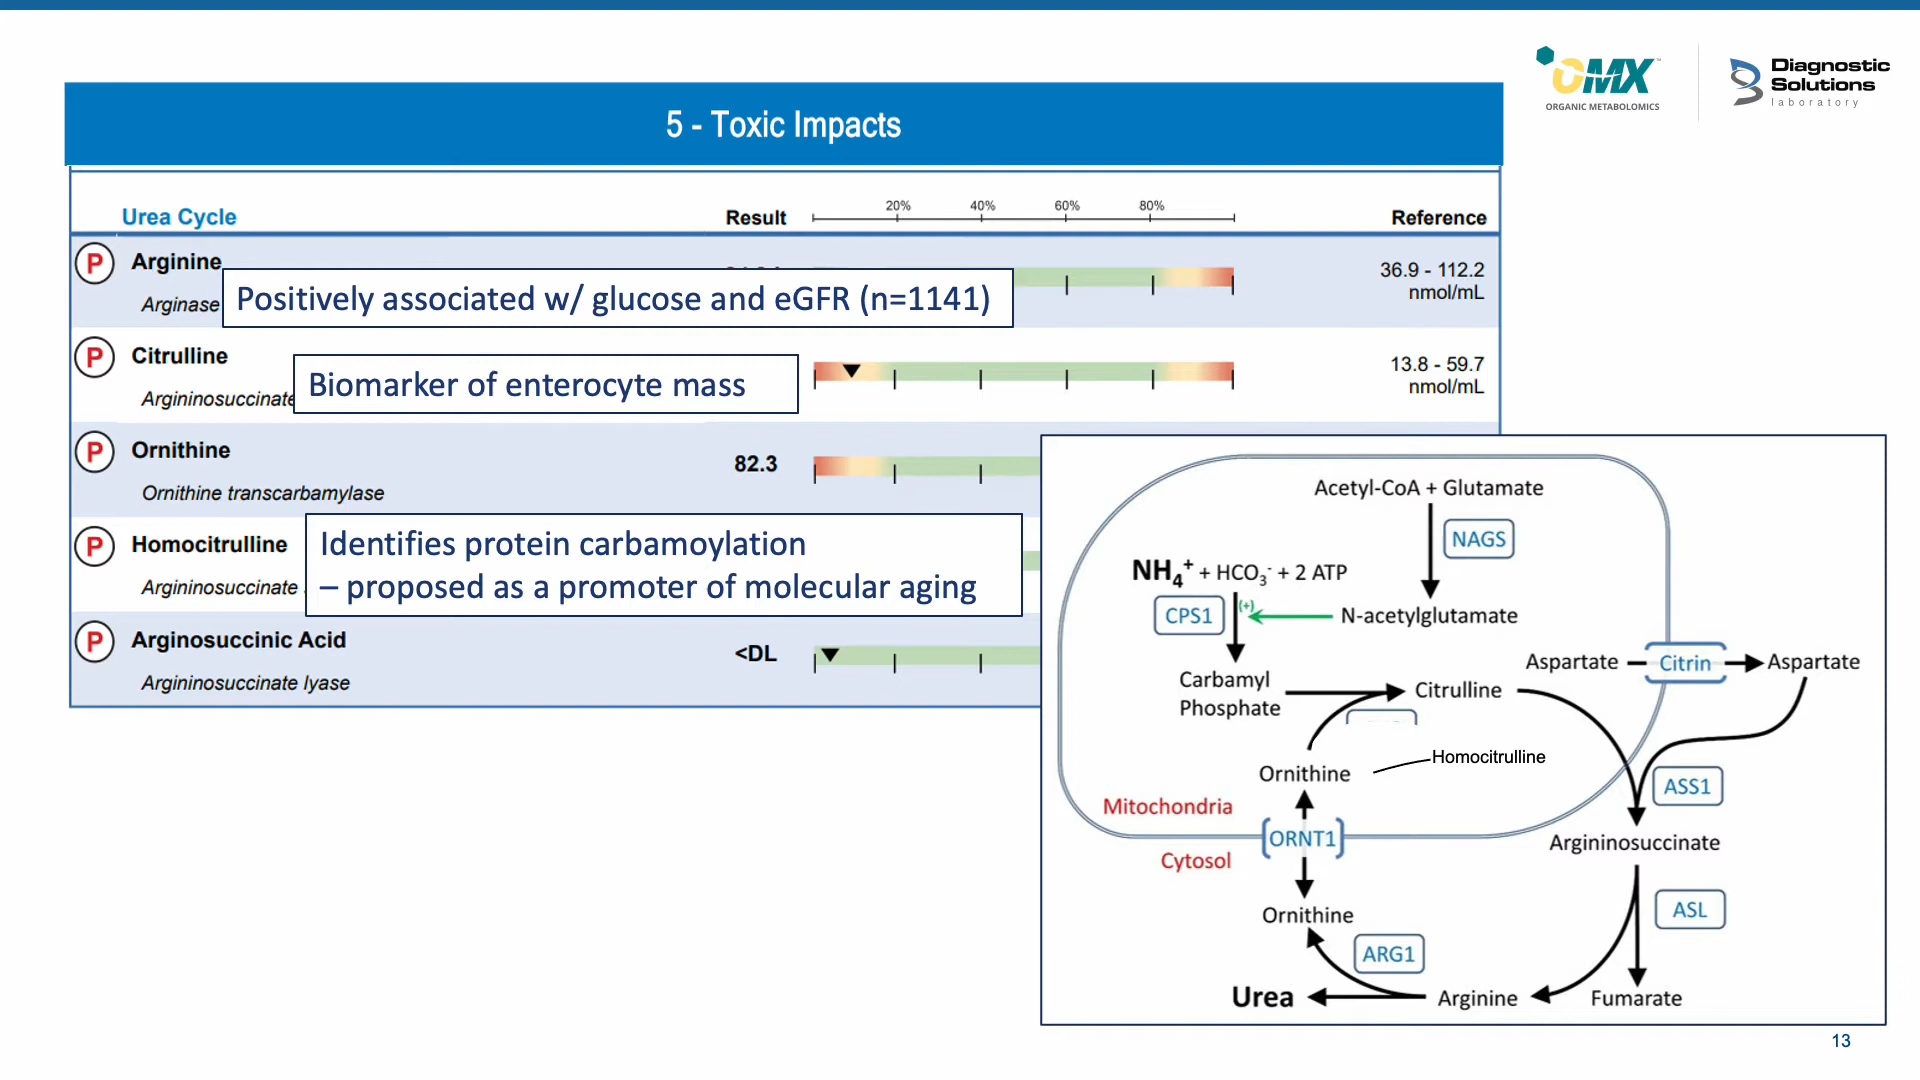 OMX
ORGANIC METABOLOMICS
Diagnostic
Solutions
laboratory
5 - Toxic Impacts
Urea Cycle
Result
20%
40%
60%
80%
Reference
P
Arginine
Arginase
Positively associated w/ glucose and eGFR (n=1141)
36.9 - 112.2
nmol/mL
P
Citrulline
Argininosuccinate
Biomarker of enterocyte mass
13.8 - 59.7
nmol/mL
P
Ornithine
Ornithine transcarbamylase
82.3
P
Homocitrulline
Argininosuccinate
Identifies protein carbamoylation
– proposed as a promoter of molecular aging
P
Arginosuccinic Acid
Argininosuccinate lyase
<DL
Acetyl-CoA + Glutamate
NAGS
NH4+ + HCO3- + 2 ATP
CPS1
(+)
N-acetylglutamate
Carbamyl
Phosphate
Citrulline
Aspartate
Citrin
Aspartate
Ornithine
Homocitrulline
ASS1
Mitochondria
ORNT1
Cytosol
Argininosuccinate
Ornithine
ASL
ARG1
Urea
Arginine
Fumarate
13